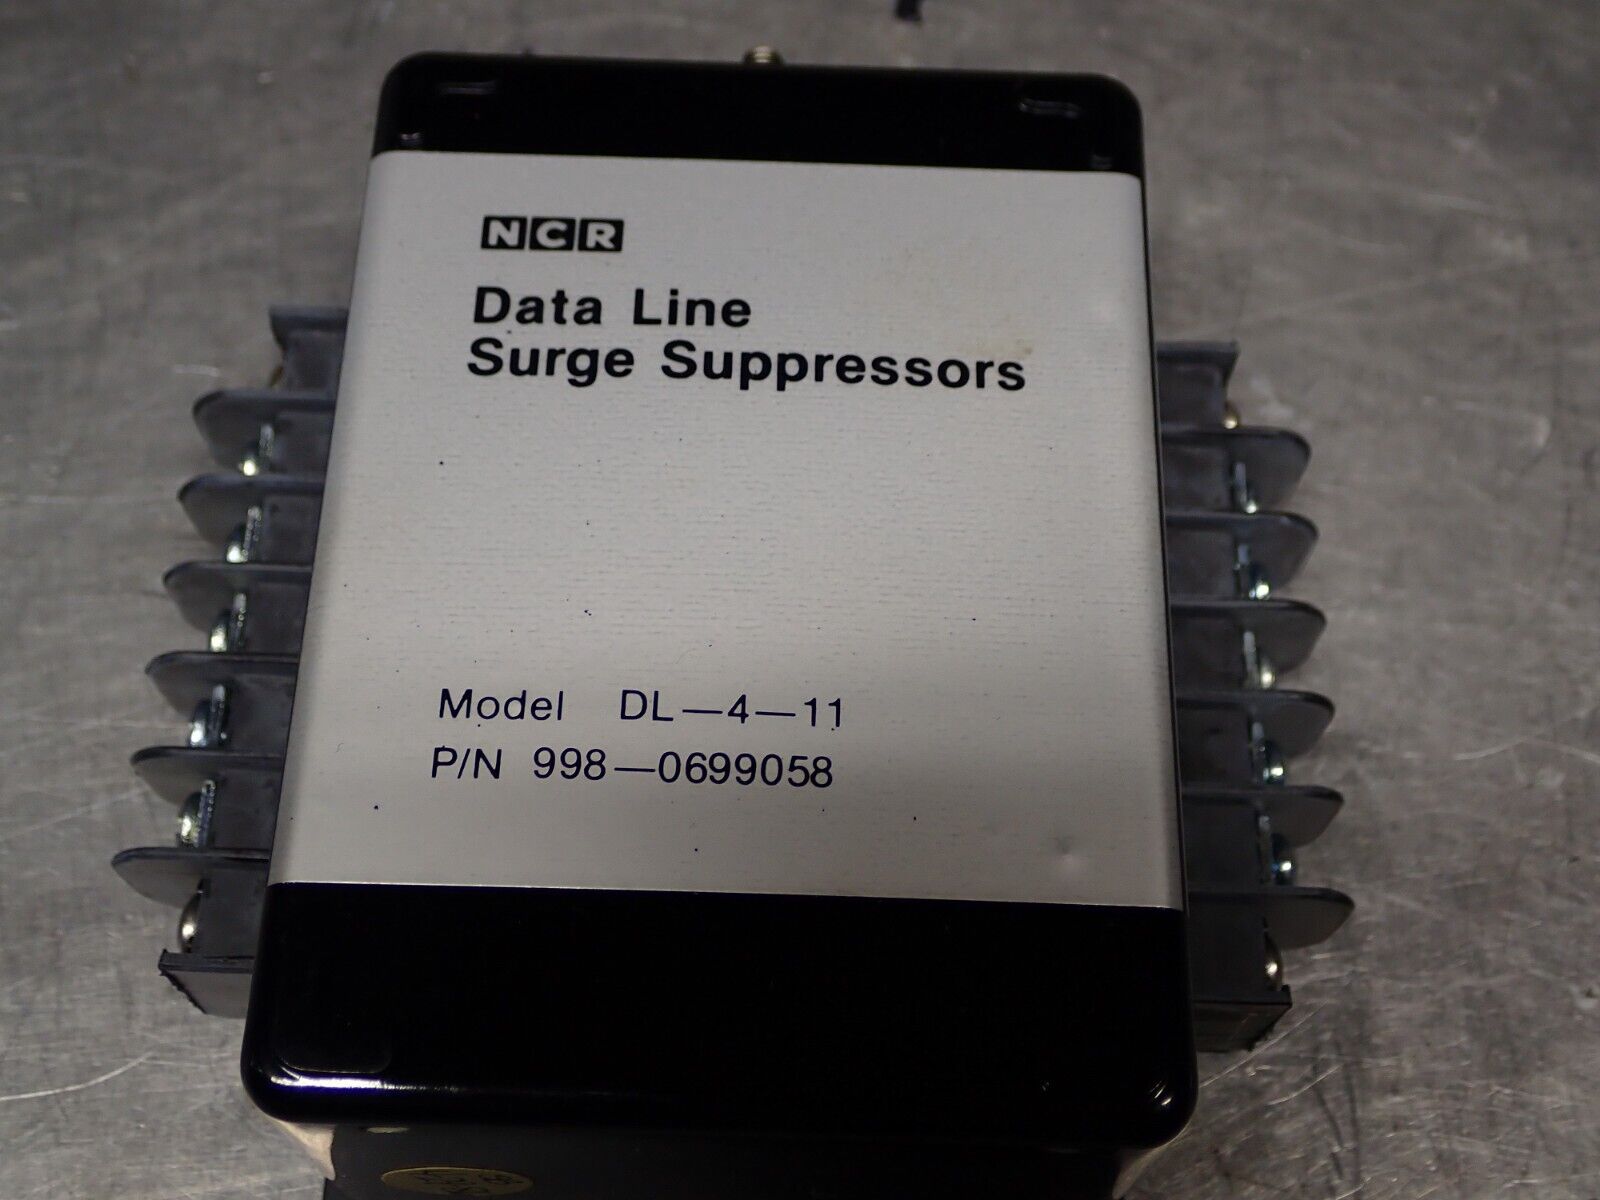 NCR
Data Line
Surge Suppressors
Model DL-4-11
P/N 998-0699058